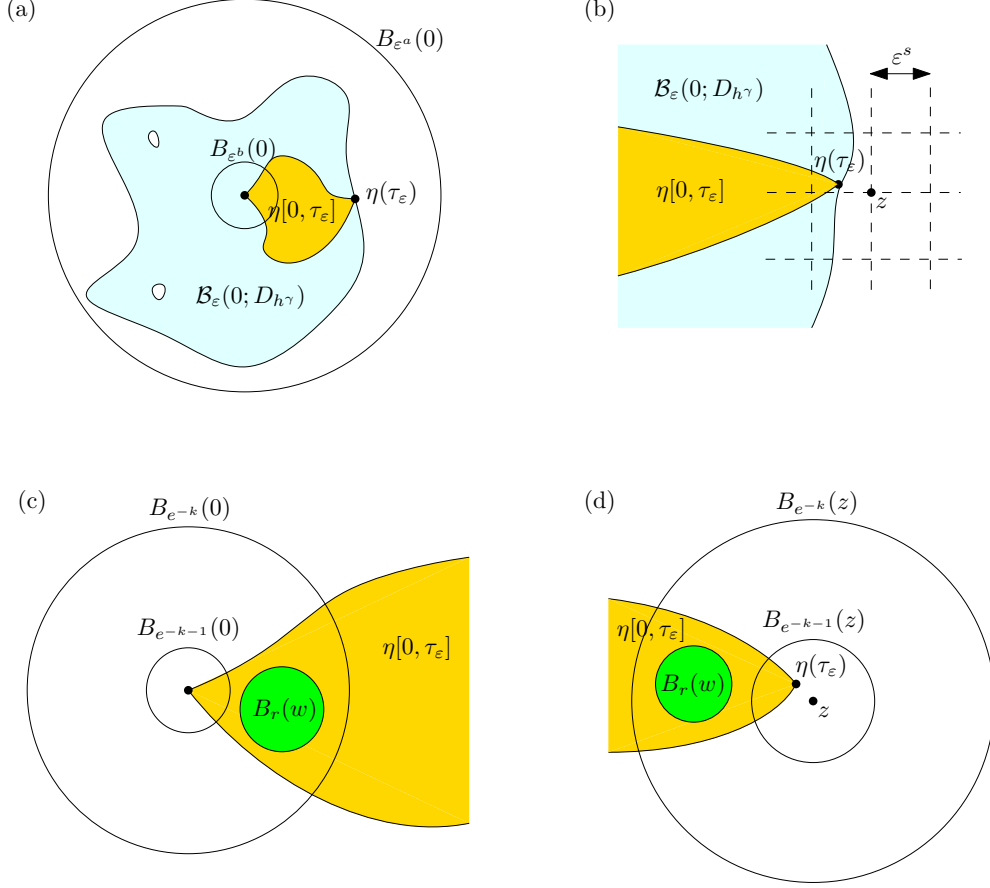 (a)
B_{ε^a}(0)
B_{ε^b}(0)
η(τ_ε)
η[0, τ_ε]
𝓑_ε(0; D_{h^γ})
(b)
ε^s
𝓑_ε(0; D_{h^γ})
η(τ_ε)
η[0, τ_ε]
z
(c)
B_{e^{-k}}(0)
B_{e^{-k-1}}(0)
η[0, τ_ε]
B_r(w)
(d)
B_{e^{-k}}(z)
B_{e^{-k-1}}(z)
η[0, τ_ε]
η(τ_ε)
B_r(w)
z